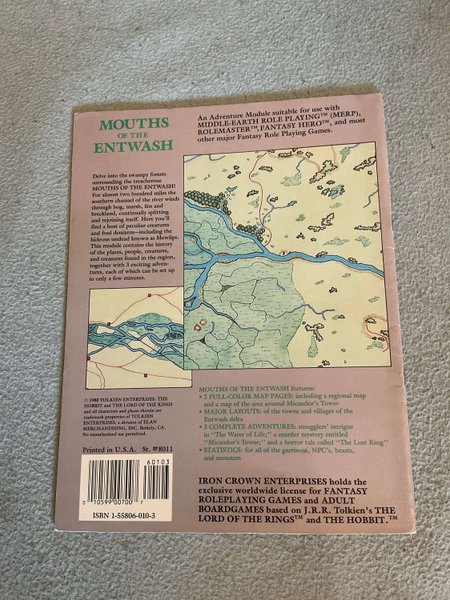 MOUTHS
OF THE
ENTWASH
Delve into the swampy forests
surrounding the treacherous
MOUTHS OF THE ENTWASH!
For almost two hundred miles the
southern channel of the river winds
through bog, marsh, fen and
breckland, continually splitting
and rejoining itself. Here you'll
find a host of peculiar creatures
and foul denizens—including the
hideous undead known as Mewlips.
This module contains the history
of the places, people, creatures,
and creatures found in the region,
together with 3 exciting adven-
tures, each of which can be set up
in only a few minutes.
© 1988 TOLKIEN ENTERPRISES. THE
HOBBIT and THE LORD OF THE RINGS
and all characters and places therein are
trademark properties of TOLKIEN
ENTERPRISES, a division of ELAN
MERCHANDISING, INC. Berkeley, CA.
No unauthorized use permitted.
Printed in U.S.A. St. #8011
60103
0 10599 00700 7
ISBN 1-55806-010-3
An Adventure Module suitable for use with
MIDDLE-EARTH ROLE PLAYING™ (MERP),
ROLEMASTER™, FANTASY HERO™, and most
other major Fantasy Role Playing Games.
MOUTHS OF THE ENTWASH features:
• 2 FULL-COLOR MAP PAGES: including a regional map
and a map of the area around Micandor's Tower
• MAJOR LAYOUTS: of the towns and villages of the
Entwash delta
• 3 COMPLETE ADVENTURES: smugglers' intrigue
in "The Water of Life;" a murder mystery entitled
"Micandor's Tower;" and a horror tale called "The Lost Ring"
• STATISTICS: for all of the garrisons, NPC's, beasts,
and monsters
IRON CROWN ENTERPRISES holds the
exclusive worldwide license for FANTASY
ROLEPLAYING GAMES and ADULT
BOARDGAMES based on J.R.R. Tolkien's THE
LORD OF THE RINGS™ and THE HOBBIT.™